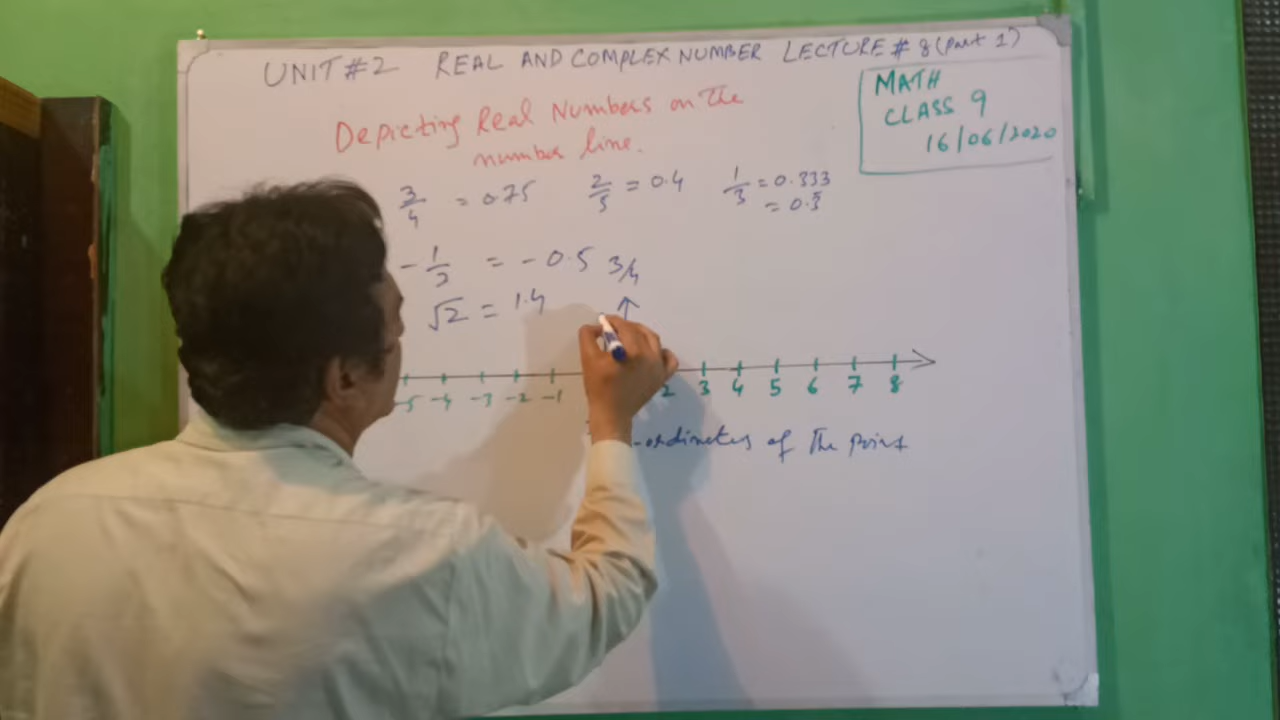 UNIT #2 REAL AND COMPLEX NUMBER LECTURE # 8 (Part 1)
MATH
CLASS 9
16/06/2020
Depicting Real Numbers on The
number line.
3/4 = 0.75 2/5 = 0.4 1/3 = 0.333
= 0.3̄
-1/2 = -0.5 3/4
√2 = 1.4
-5 -4 -3 -2 -1 2 3 4 5 6 7 8
-ordinates of The point